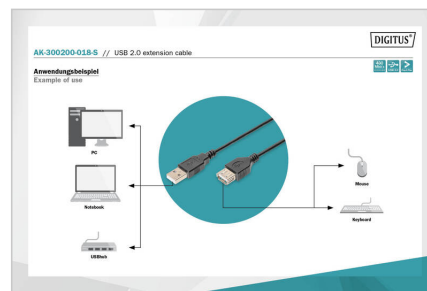 DIGITUS®
AK-300200-018-S // USB 2.0 extension cable
Anwendungsbeispiel
Example of use
PC
Notebook
USBhub
Mouse
Keyboard